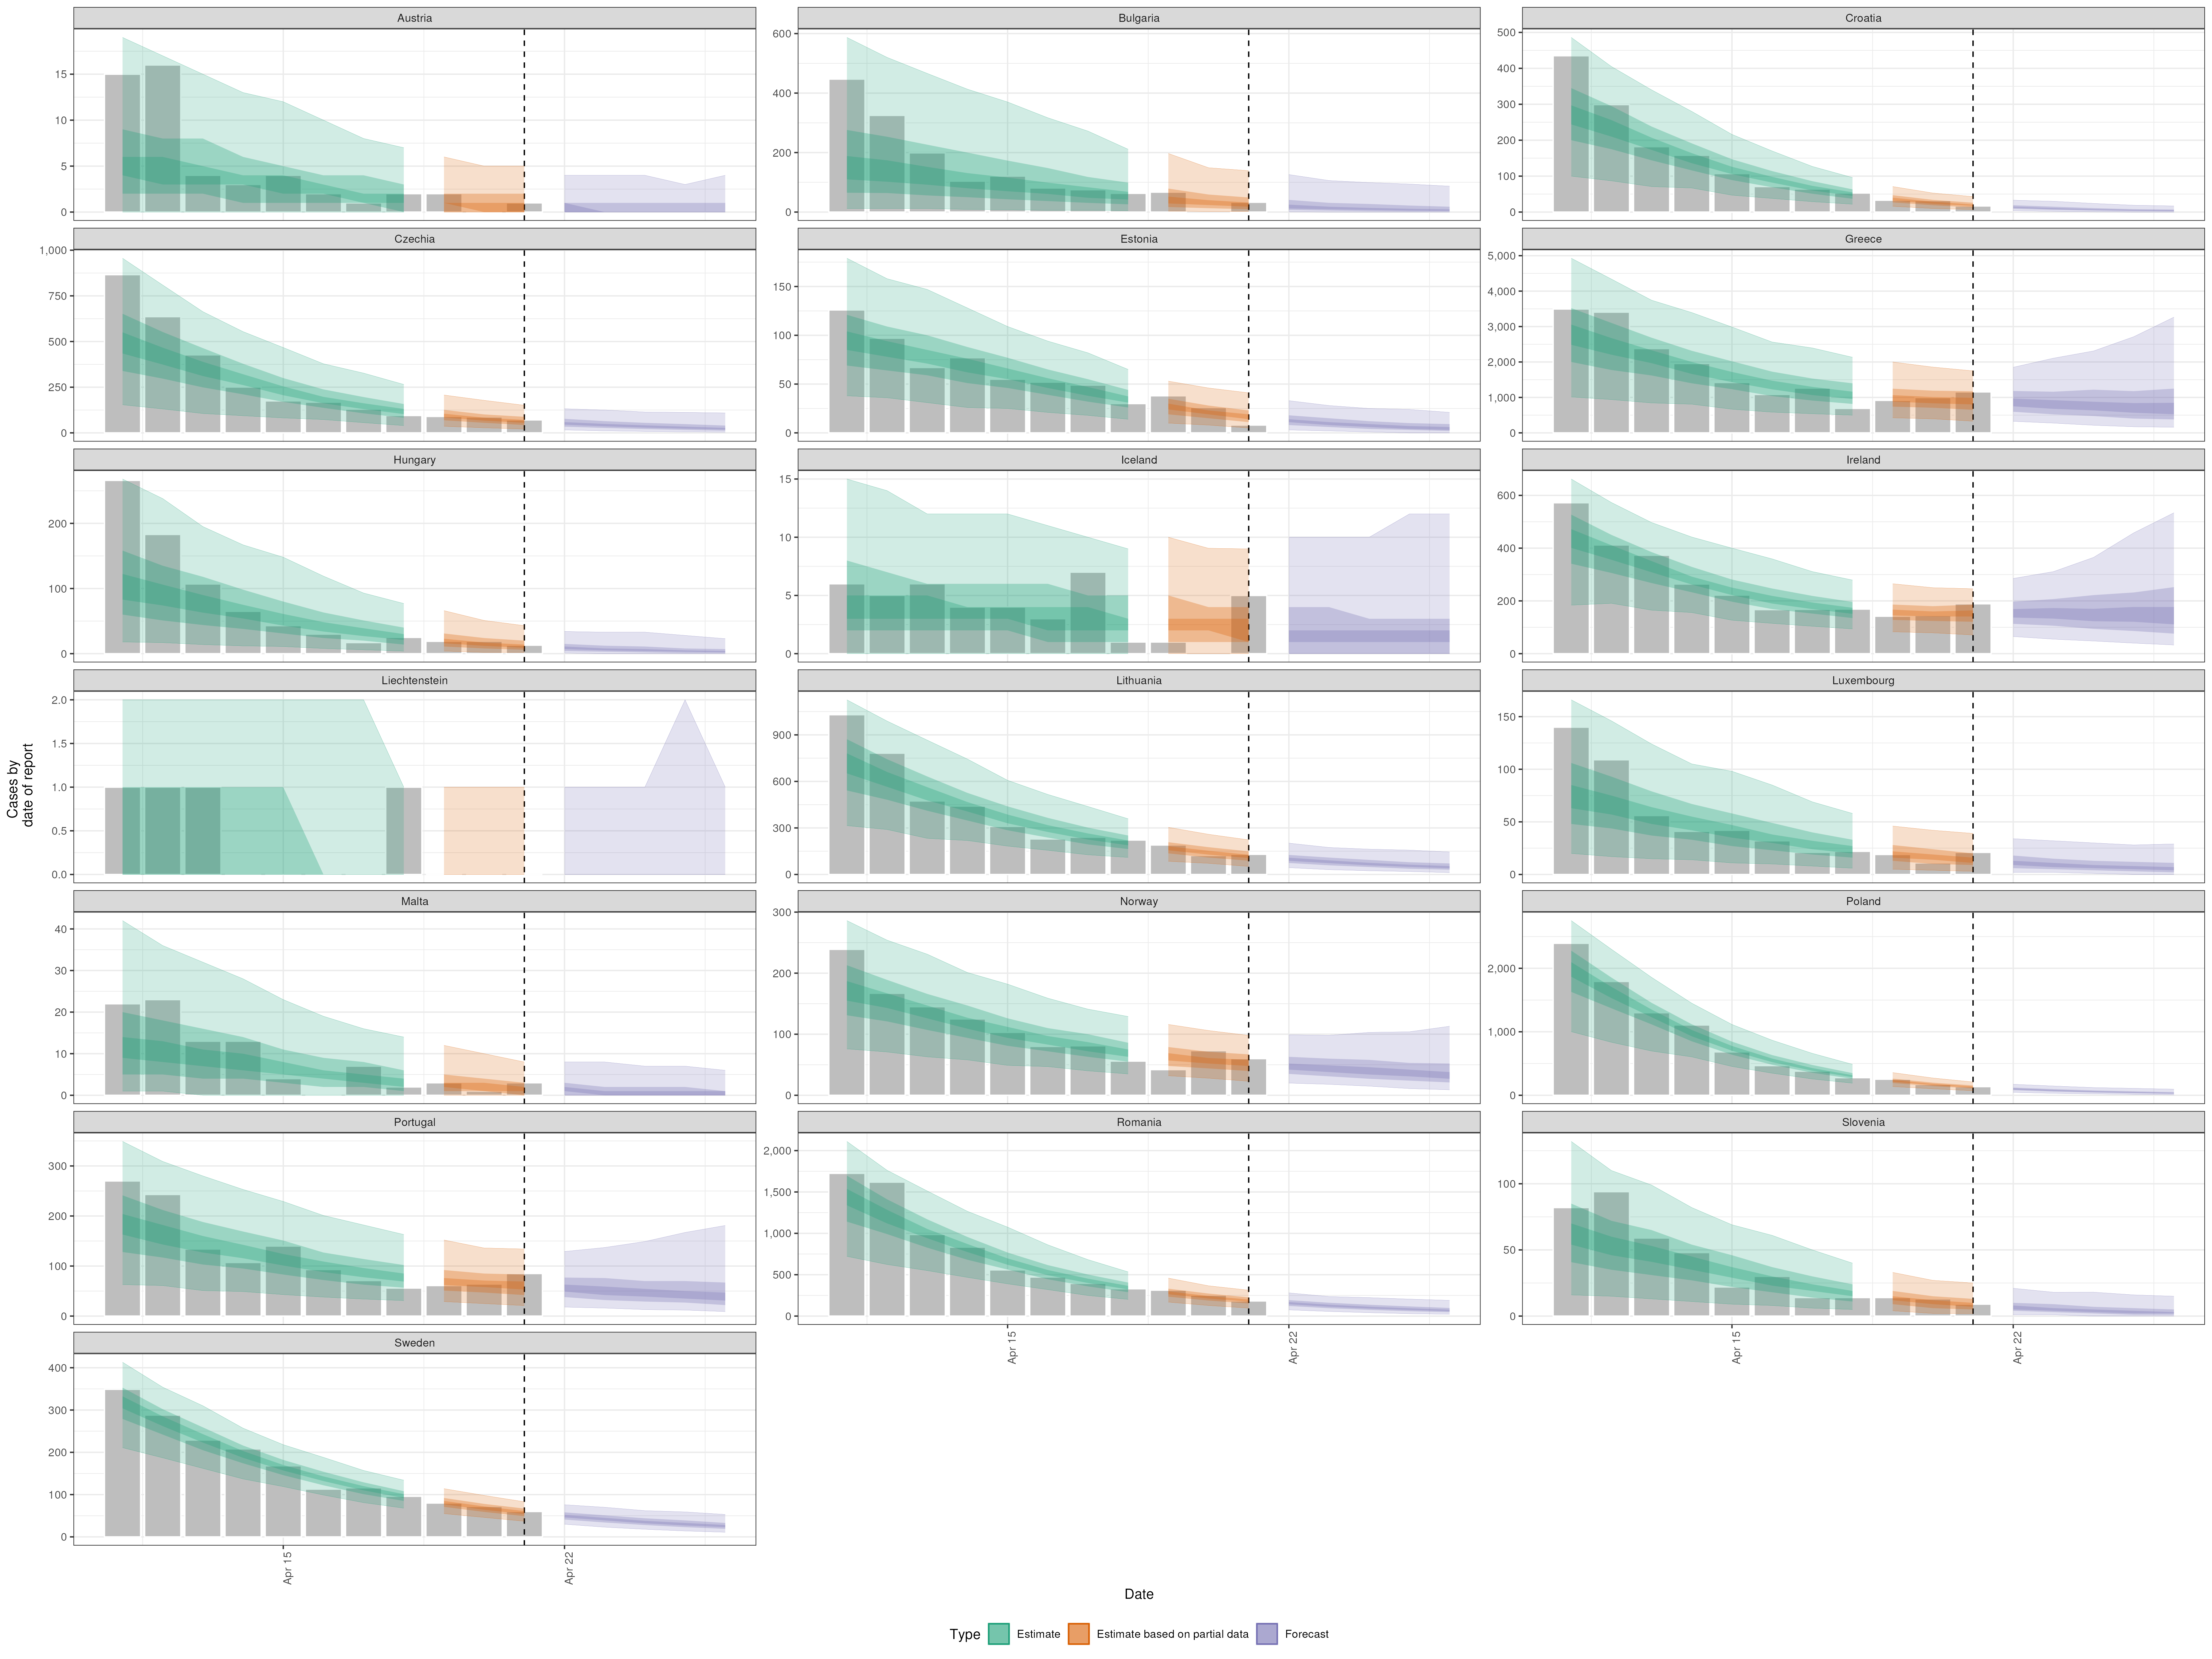 Austria
Bulgaria
Croatia
15
10
5
0
600
400
200
0
500
400
300
200
100
0
Czechia
Estonia
Greece
1,000
750
500
250
0
150
100
50
0
5,000
4,000
3,000
2,000
1,000
0
Hungary
Iceland
Ireland
200
100
0
15
10
5
0
600
400
200
0
Liechtenstein
Lithuania
Luxembourg
2.0
1.5
1.0
0.5
0.0
900
600
300
0
150
100
50
0
Malta
Norway
Poland
40
30
20
10
0
300
200
100
0
2,000
1,000
0
Portugal
Romania
Slovenia
300
200
100
0
2,000
1,500
1,000
500
0
100
50
0
Apr 15
Apr 22
Apr 15
Apr 22
Sweden
400
300
200
100
0
Apr 15
Apr 22
Cases by
date of report
Date
Type
Estimate
Estimate based on partial data
Forecast